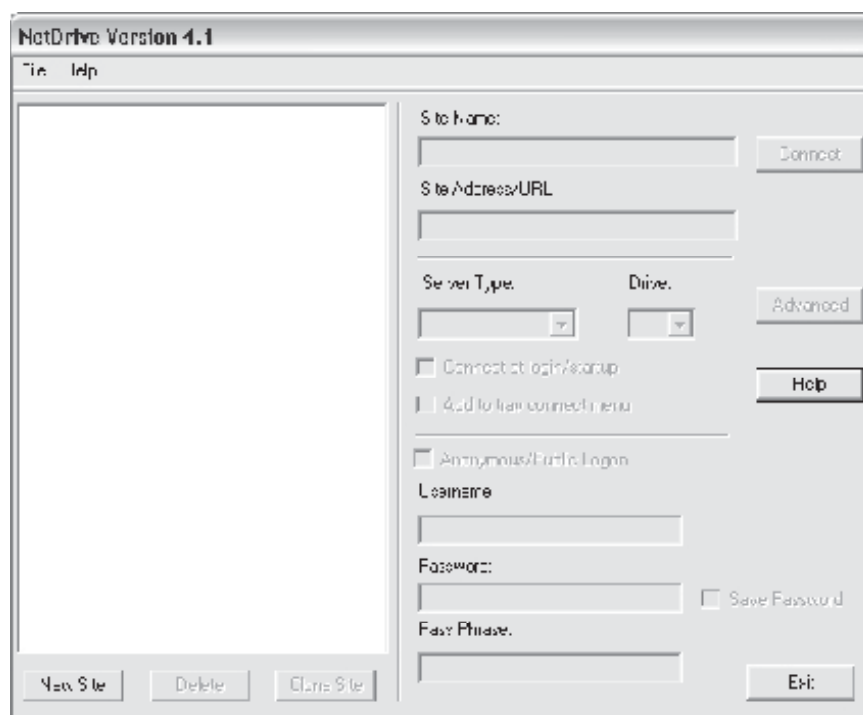 NetDrive Version 4.1
File Help
Site Name:
Connect
Site Address/URL
Server Type:
Drive:
Advanced
Connect at login/startup
Help
Add to tray connect menu
Anonymous/Public Logon
Username
Password:
Save Password
Pass Phrase:
New Site
Delete
Clone Site
Exit